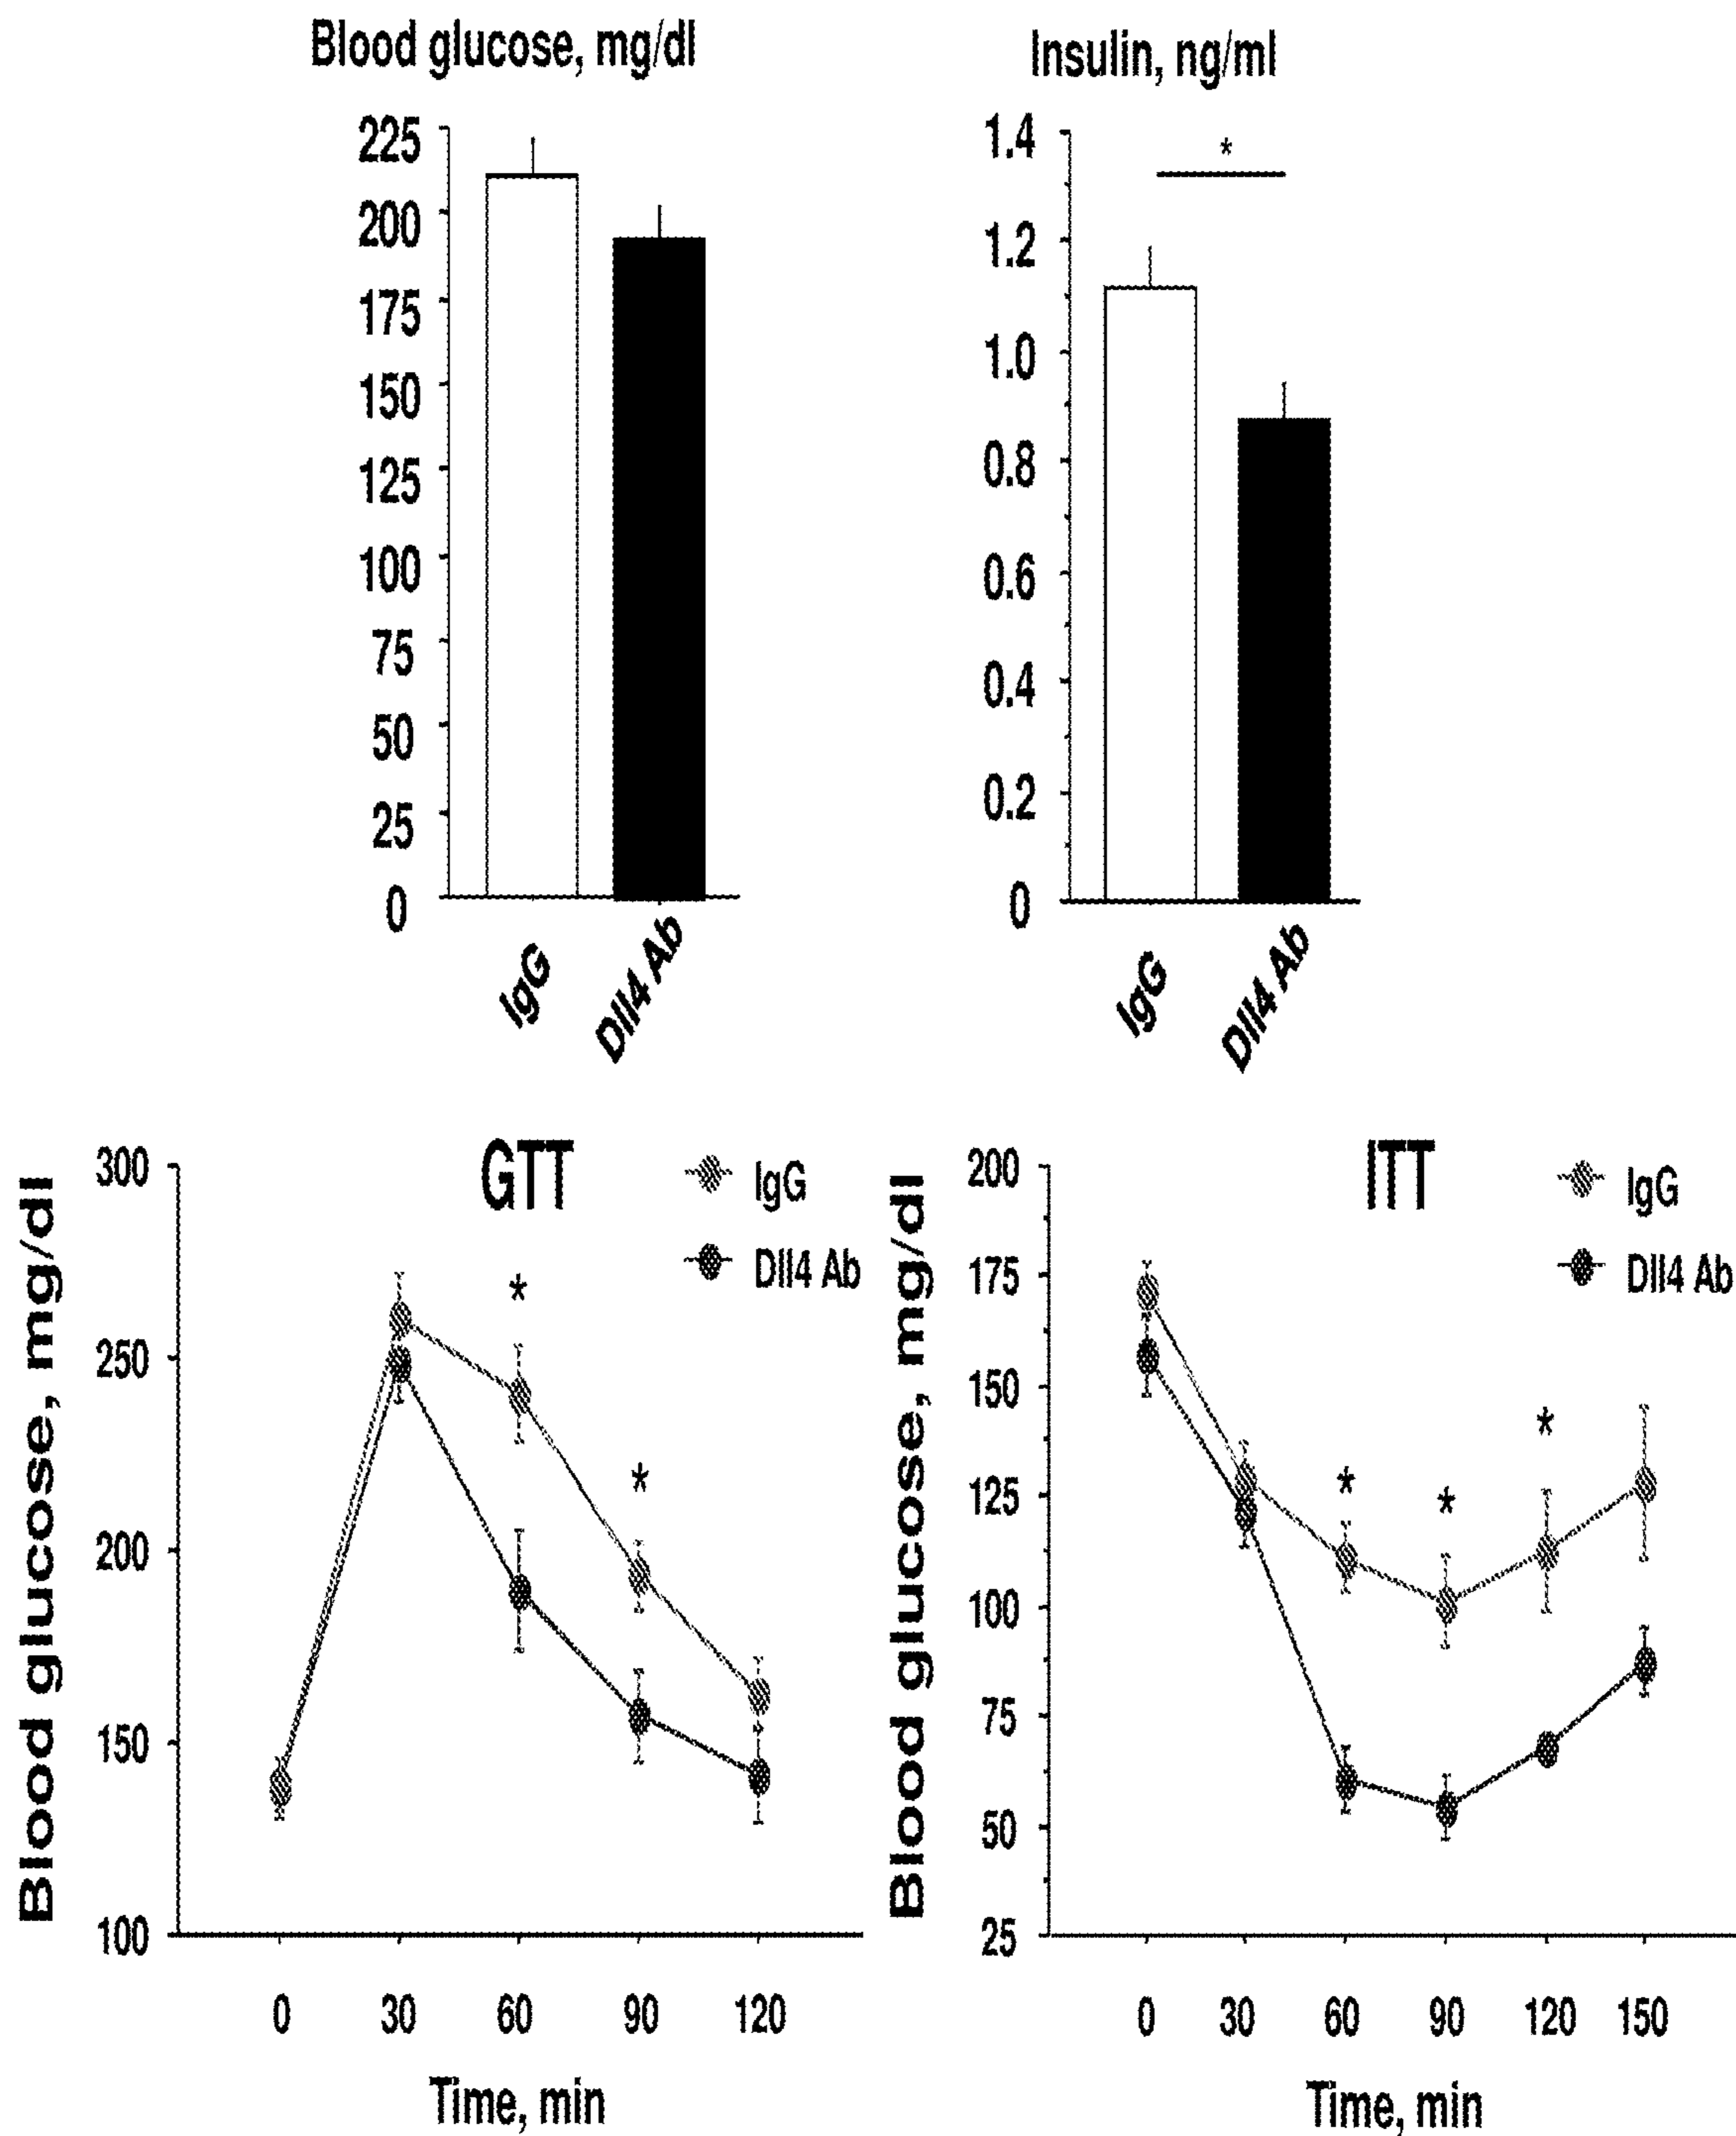 Blood glucose, mg/dl
225
200
175
150
125
100
75
50
25
0
IgG
Dll4 Ab
Insulin, ng/ml
1.4
1.2
1.0
0.8
0.6
0.4
0.2
0
*
IgG
Dll4 Ab
GTT
IgG
Dll4 Ab
Blood glucose, mg/dl
300
250
200
150
100
*
*
0 30 60 90 120
Time, min
ITT
IgG
Dll4 Ab
Blood glucose, mg/dl
200
175
150
125
100
75
50
25
*
*
*
0 30 60 90 120 150
Time, min